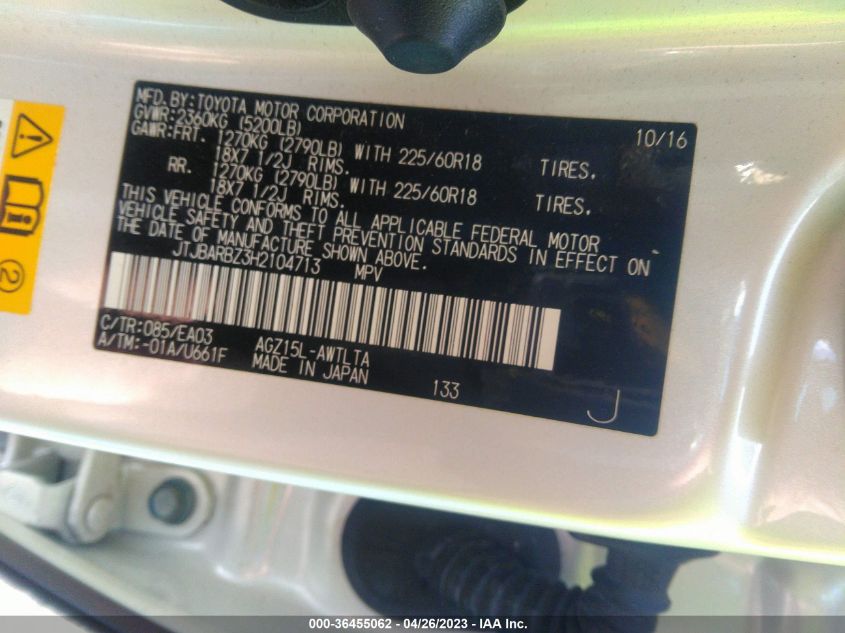 MFD. BY: TOYOTA MOTOR CORPORATION 10/16
GVWR: 2360KG (5200LB)
GAWR: FRT. 1270KG (2790LB) WITH 225/60R18 TIRES.
18X7 1/2J RIMS.
RR. 1270KG (2790LB) WITH 225/60R18 TIRES.
18X7 1/2J RIMS.
THIS VEHICLE CONFORMS TO ALL APPLICABLE FEDERAL MOTOR
VEHICLE SAFETY AND THEFT PREVENTION STANDARDS IN EFFECT ON
THE DATE OF MANUFACTURE SHOWN ABOVE.
JTJBARBZ3H2104713 MPV
C/TR:085/EA03 AGZ15L-AWTLTA
A/TM:-01A/U661F MADE IN JAPAN 133
J
2
000-36455062 - 04/26/2023 - IAA Inc.